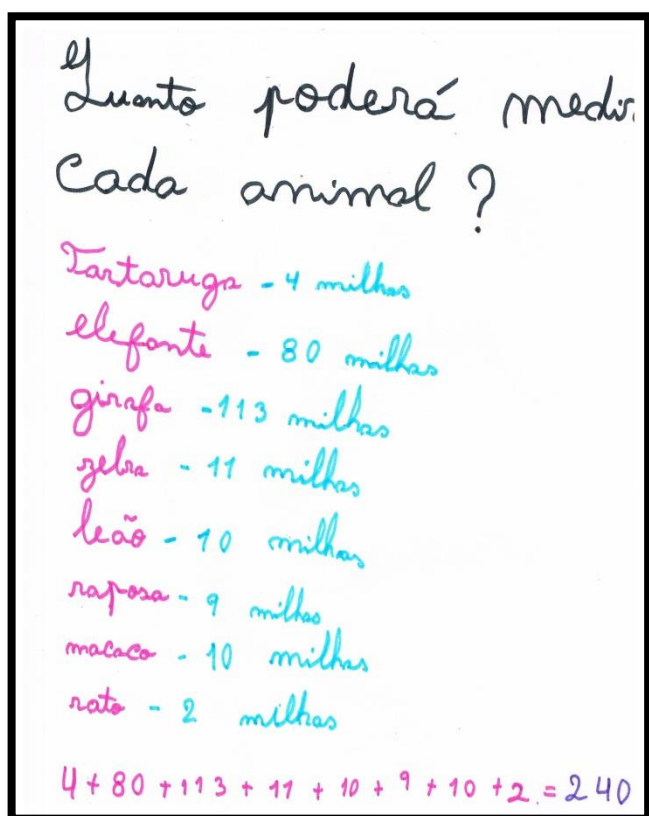 Quanto poderá medir
cada animal ?
Tartaruga - 4 milhas
elefante - 80 milhas
girafa - 113 milhas
zebra - 11 milhas
leão - 10 milhas
raposa - 9 milhas
macaco - 10 milhas
rato - 2 milhas
4 + 80 + 113 + 11 + 10 + 9 + 10 + 2 = 240